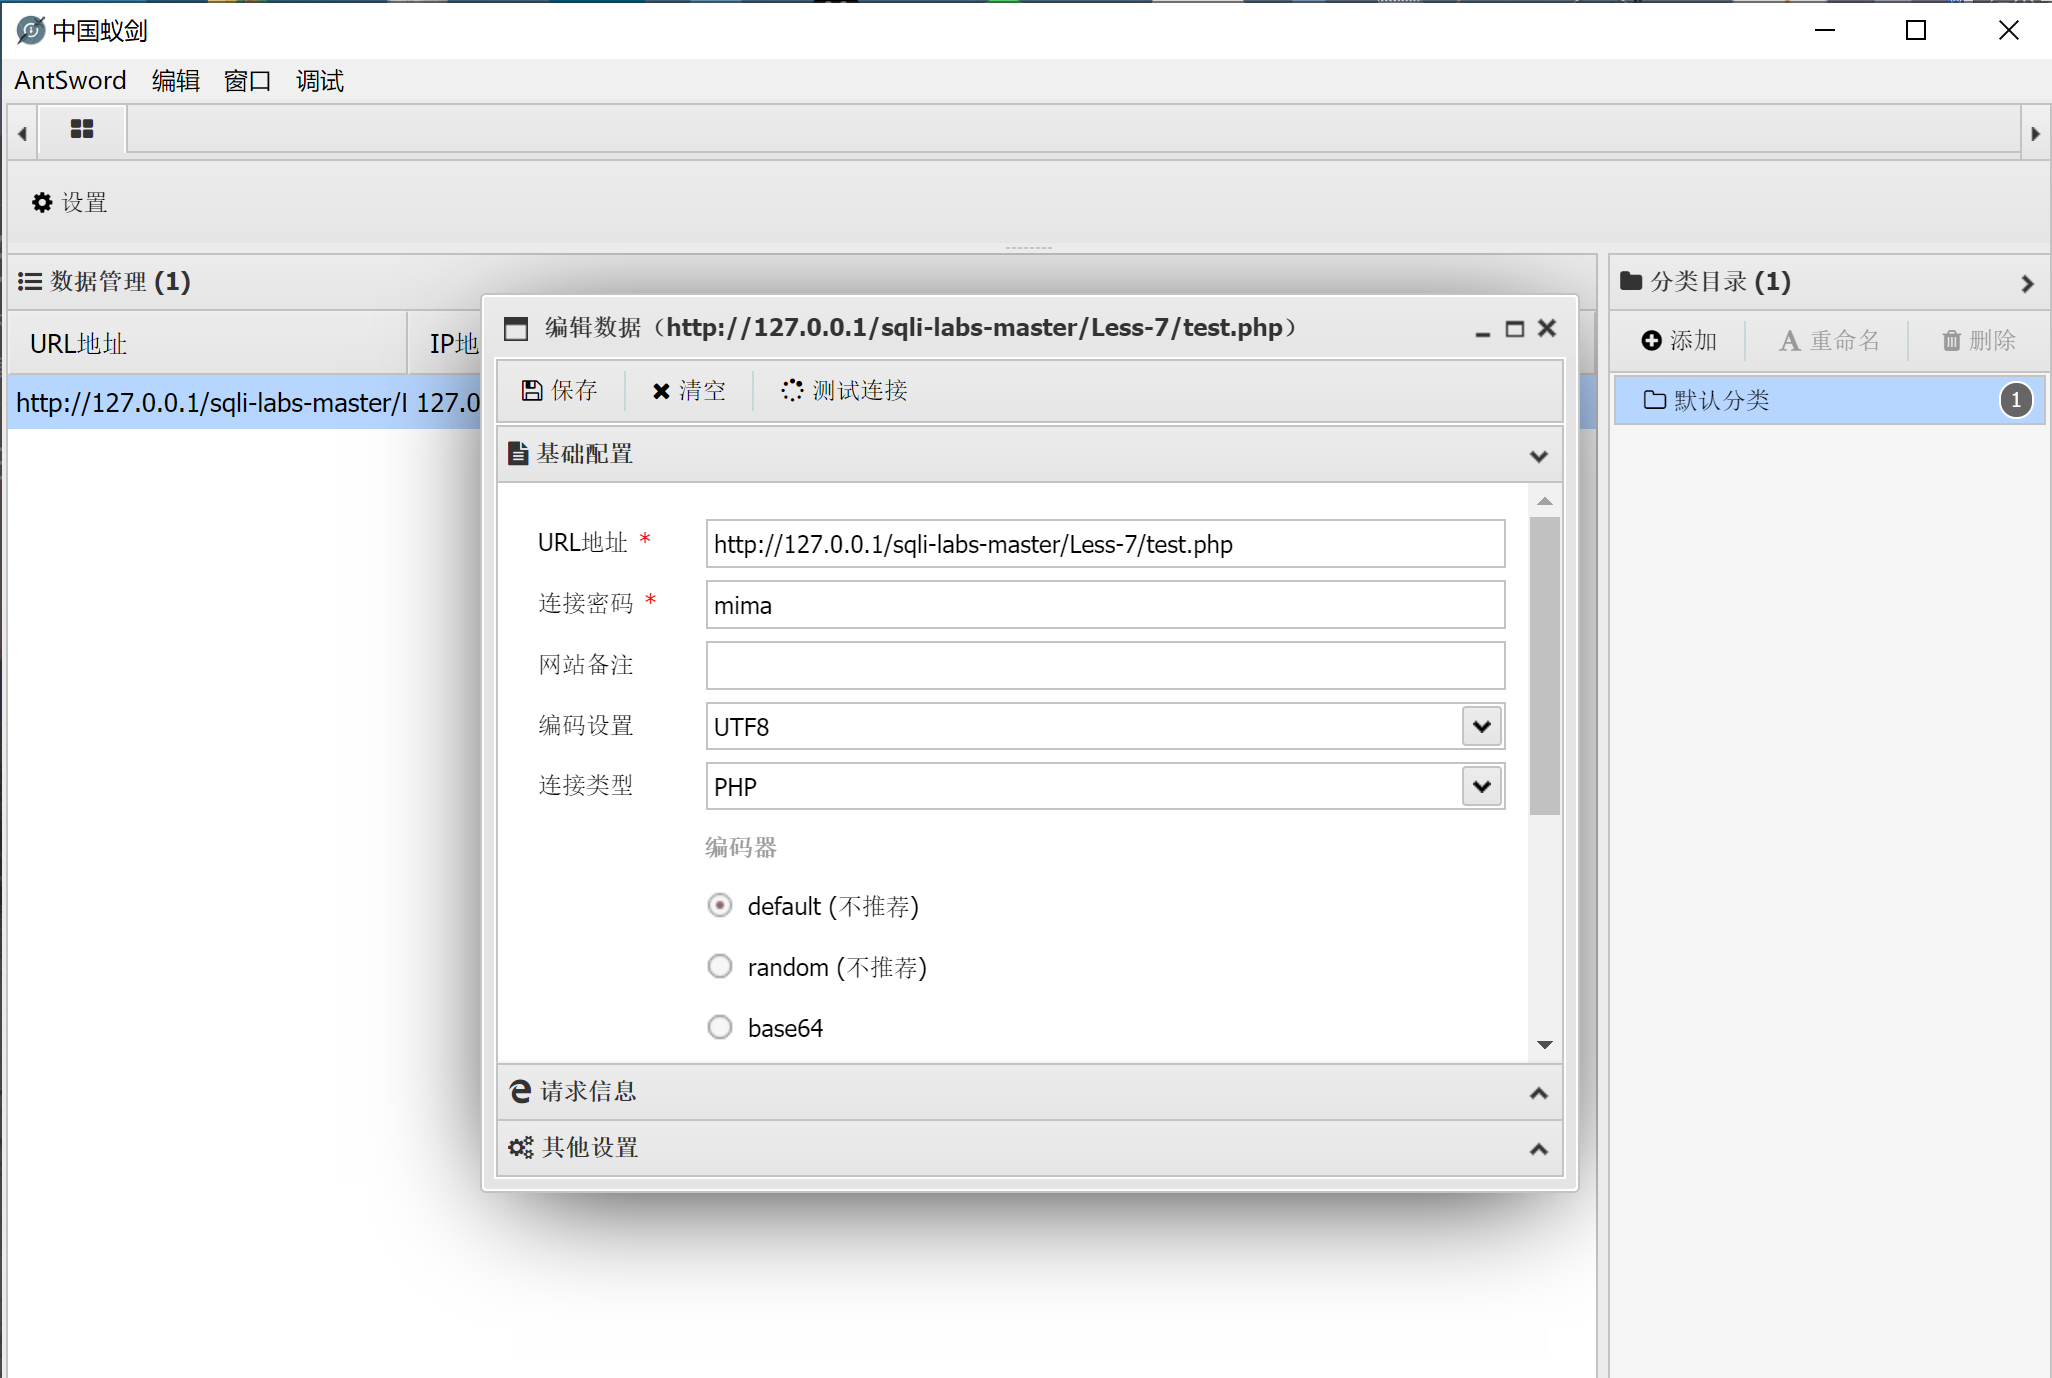 中国蚁剑
AntSword 编辑 窗口 调试
设置
数据管理 (1)
URL地址 IP地
http://127.0.0.1/sqli-labs-master/l 127.0
分类目录 (1)
添加 重命名 删除
默认分类 1
编辑数据（http://127.0.0.1/sqli-labs-master/Less-7/test.php）
保存 清空 测试连接
基础配置
URL地址 * http://127.0.0.1/sqli-labs-master/Less-7/test.php
连接密码 * mima
网站备注
编码设置 UTF8
连接类型 PHP
编码器
default (不推荐)
random (不推荐)
base64
请求信息
其他设置